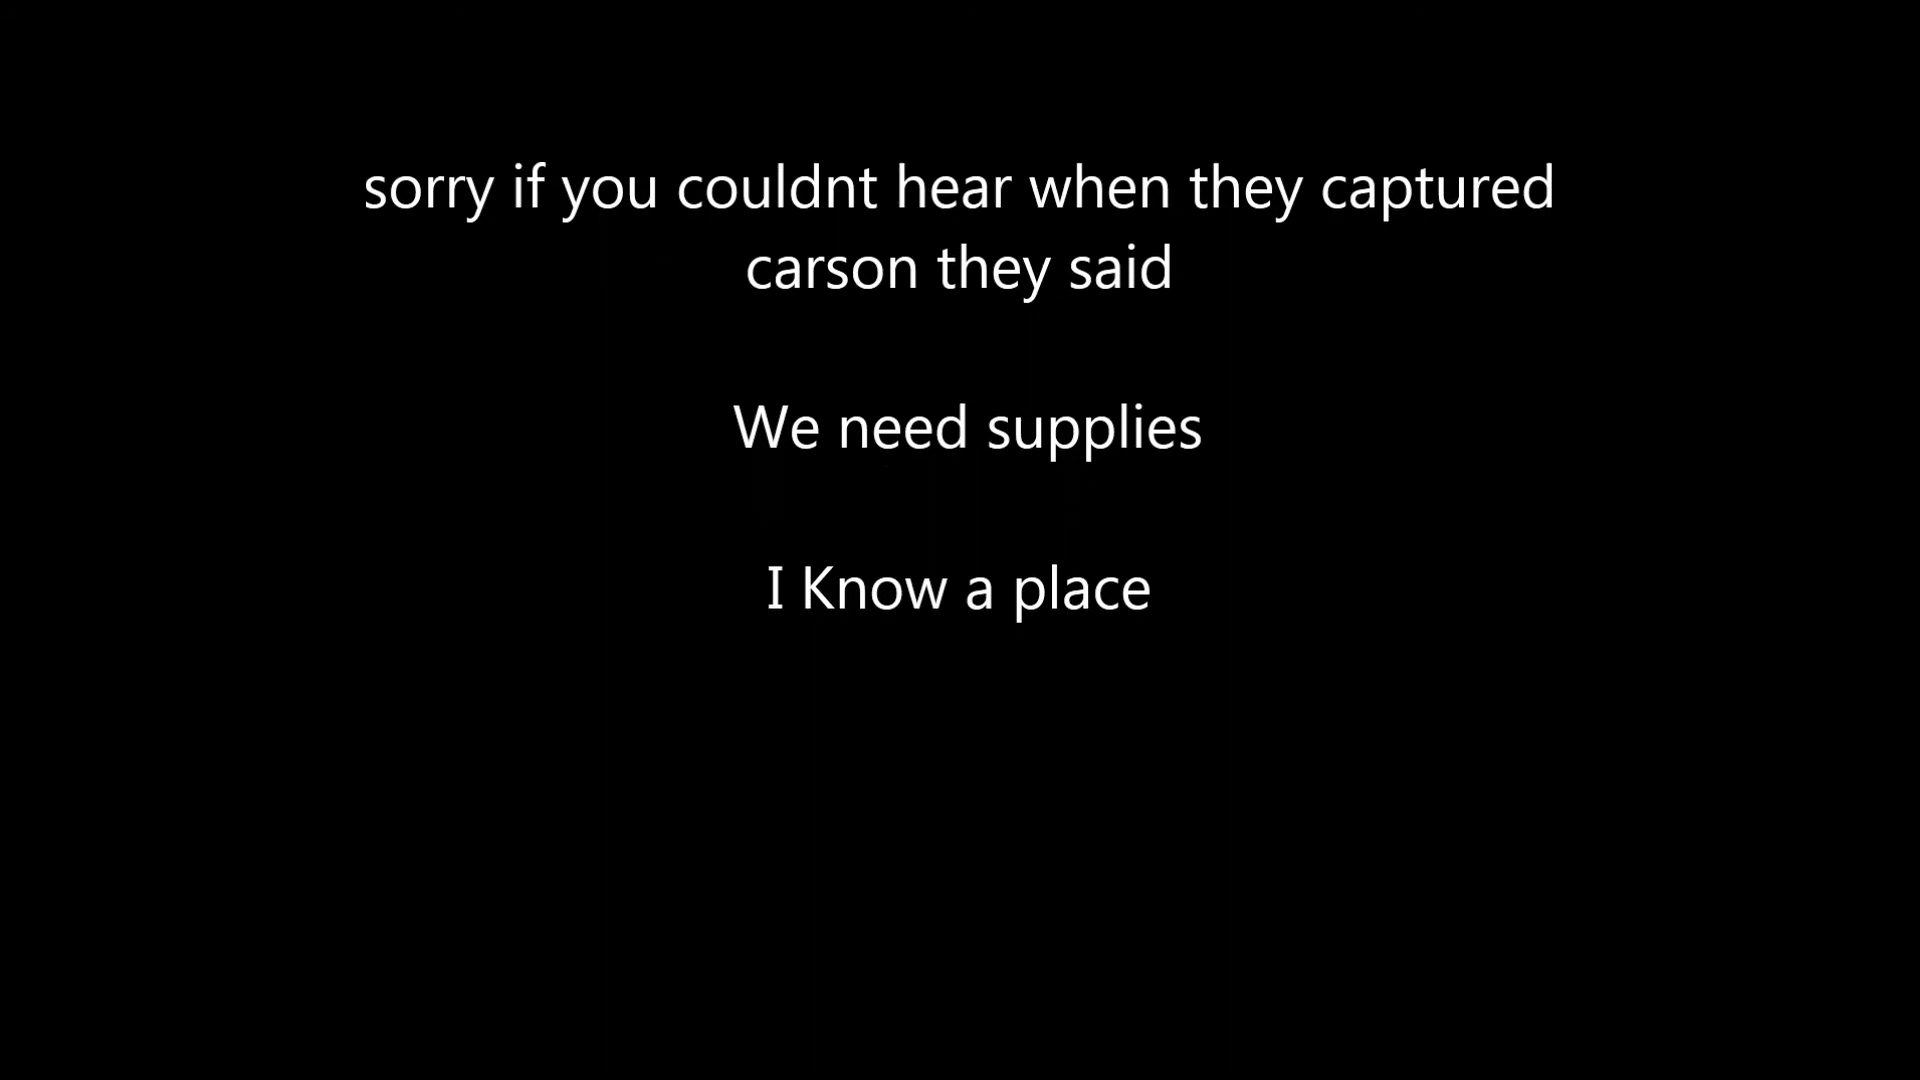 sorry if you couldnt hear when they captured
carson they said
We need supplies
I Know a place